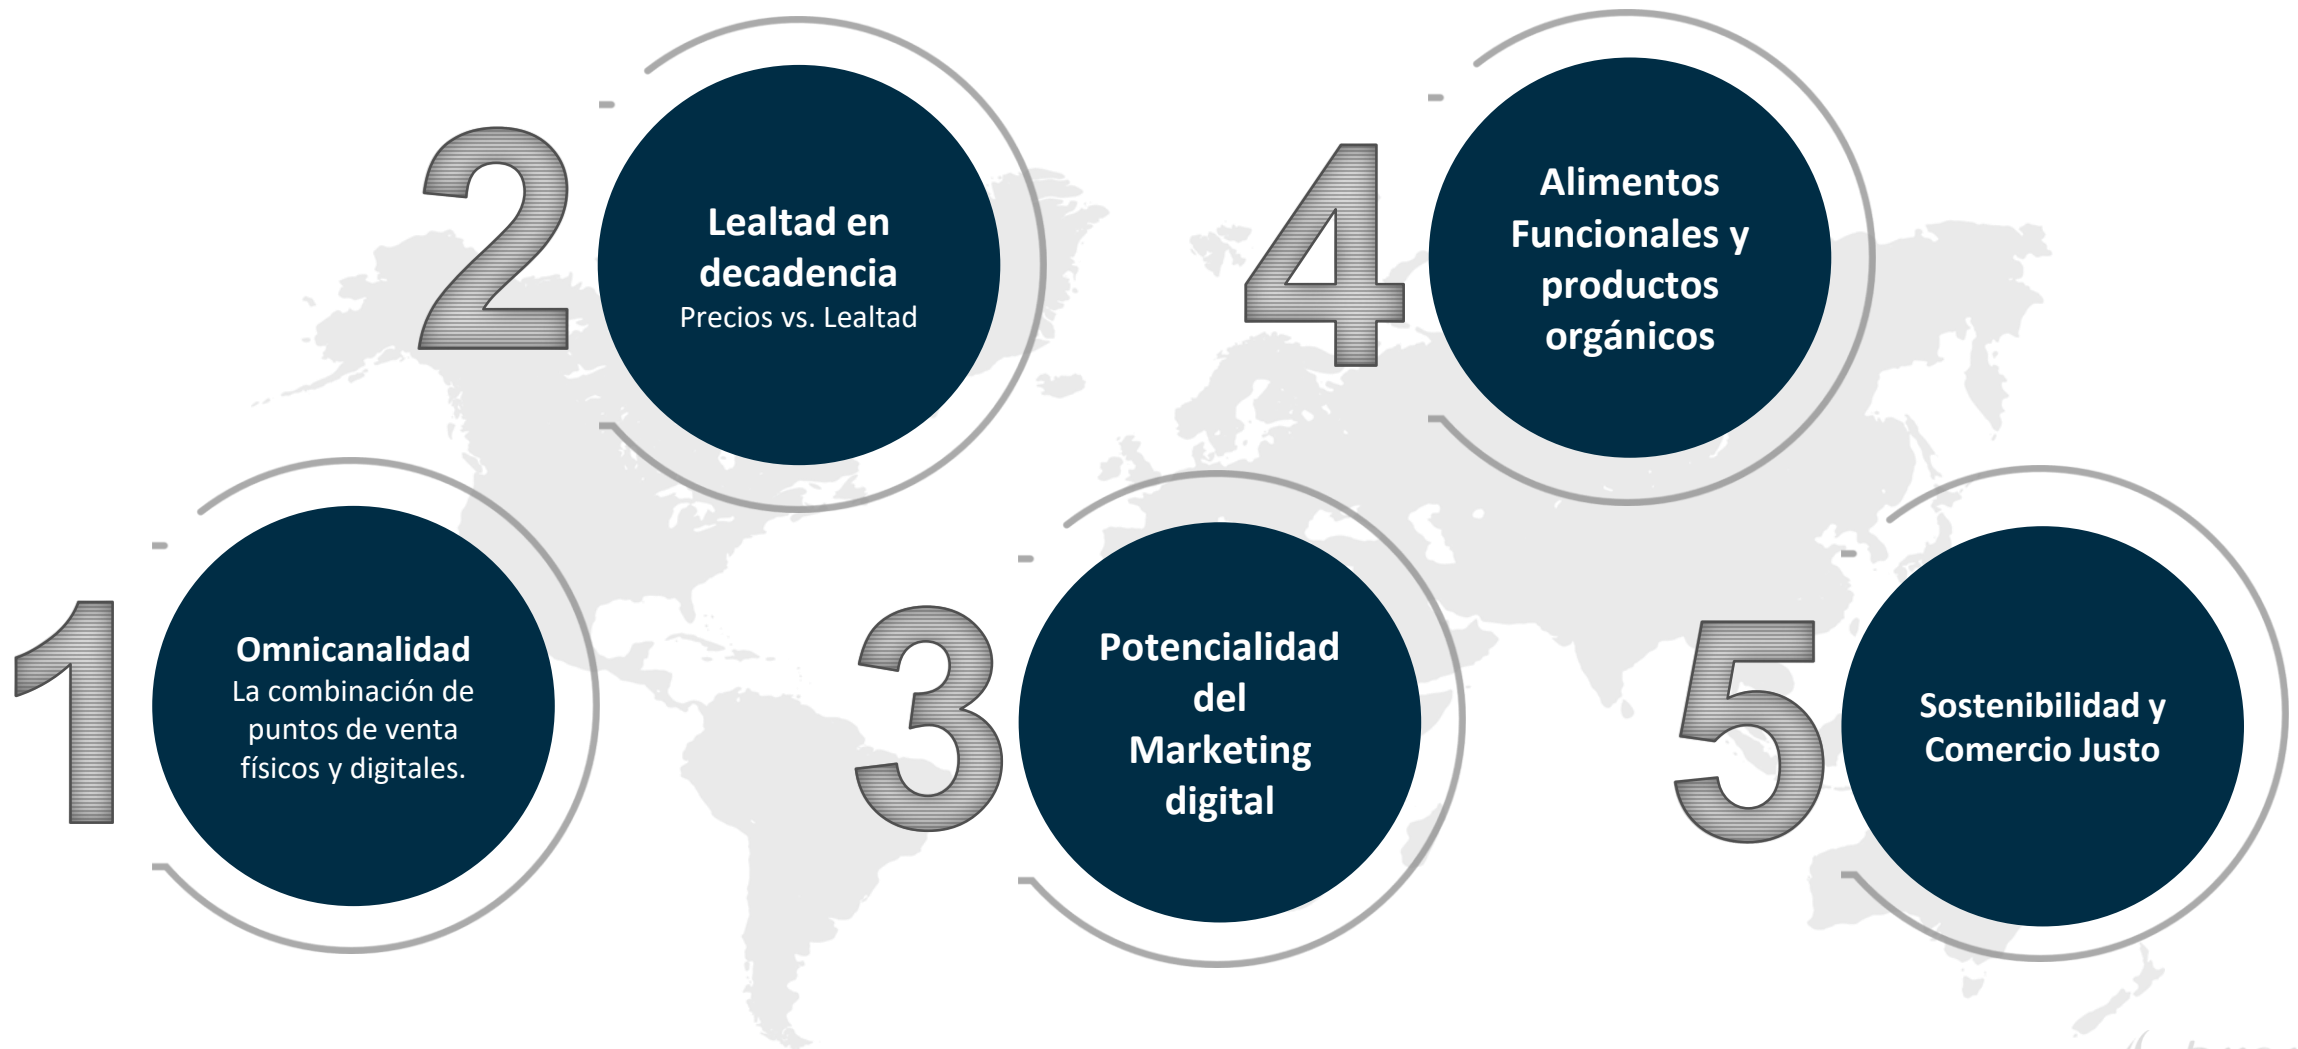 1
Omnicanalidad
La combinación de
puntos de venta
físicos y digitales.
2
Lealtad en
decadencia
Precios vs. Lealtad
3
Potencialidad
del
Marketing
digital
4
Alimentos
Funcionales y
productos
orgánicos
5
Sostenibilidad y
Comercio Justo